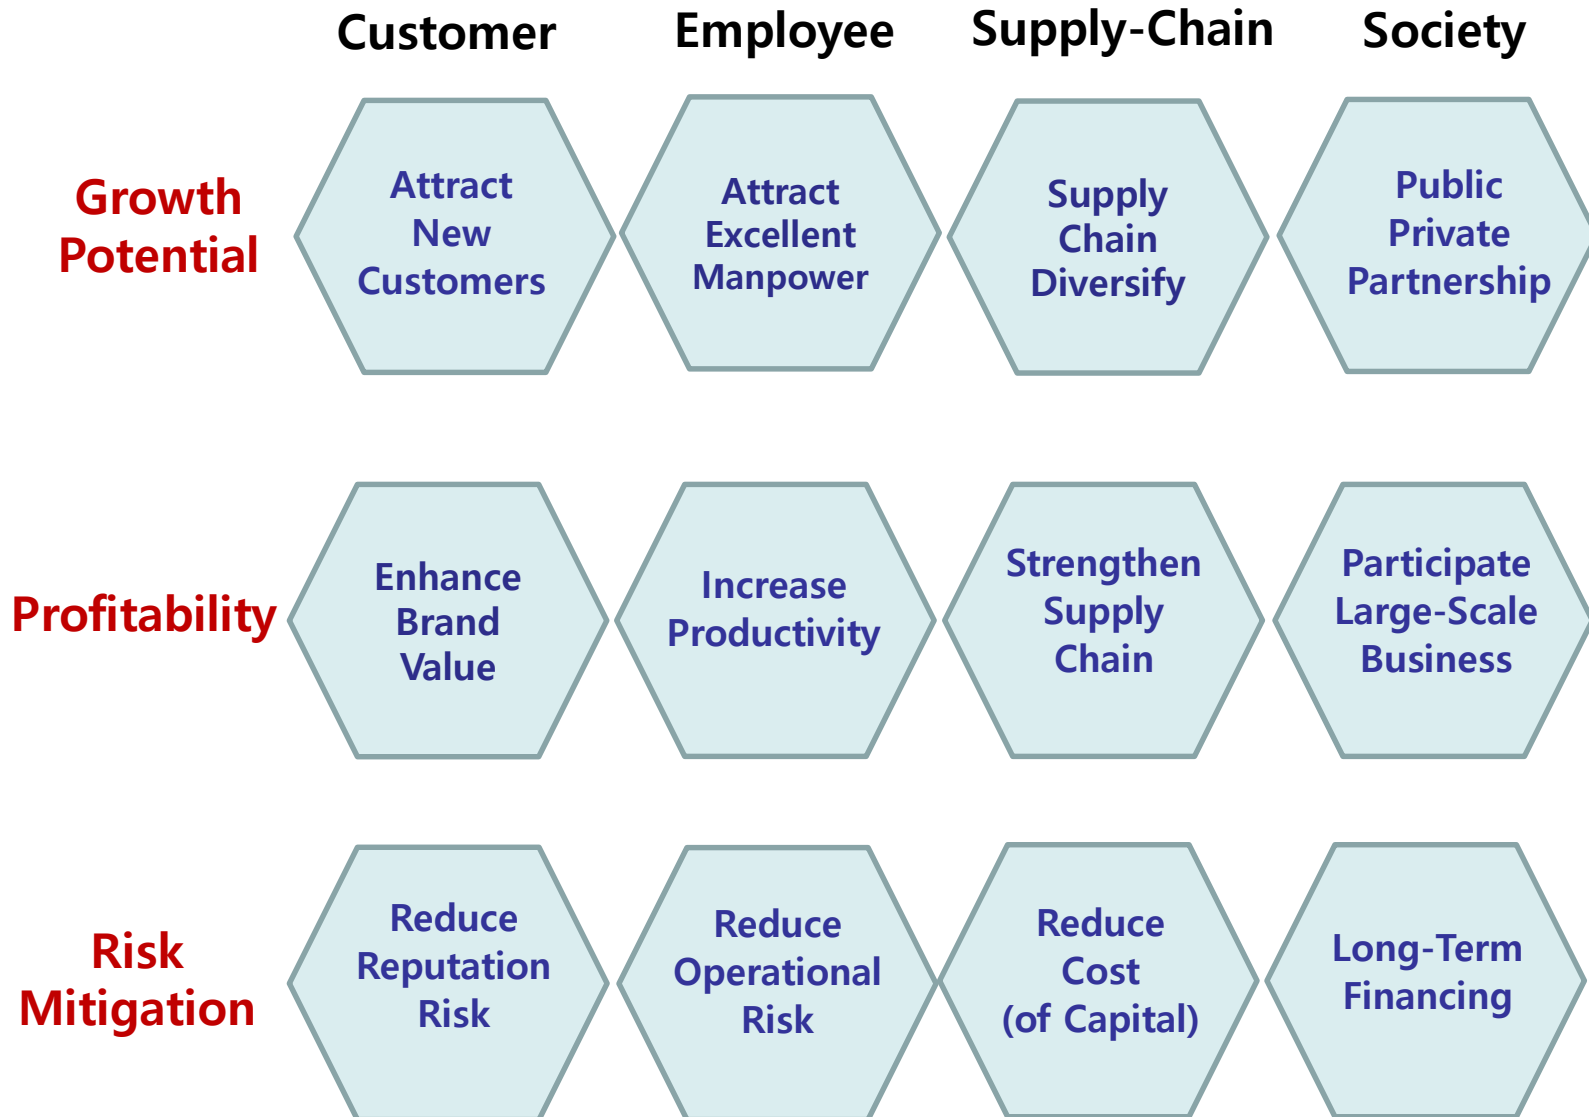 Customer Employee Supply-Chain Society
Growth
Potential
Attract
New
Customers
Attract
Excellent
Manpower
Supply
Chain
Diversify
Public
Private
Partnership
Profitability
Enhance
Brand
Value
Increase
Productivity
Strengthen
Supply
Chain
Participate
Large-Scale
Business
Risk
Mitigation
Reduce
Reputation
Risk
Reduce
Operational
Risk
Reduce
Cost
(of Capital)
Long-Term
Financing